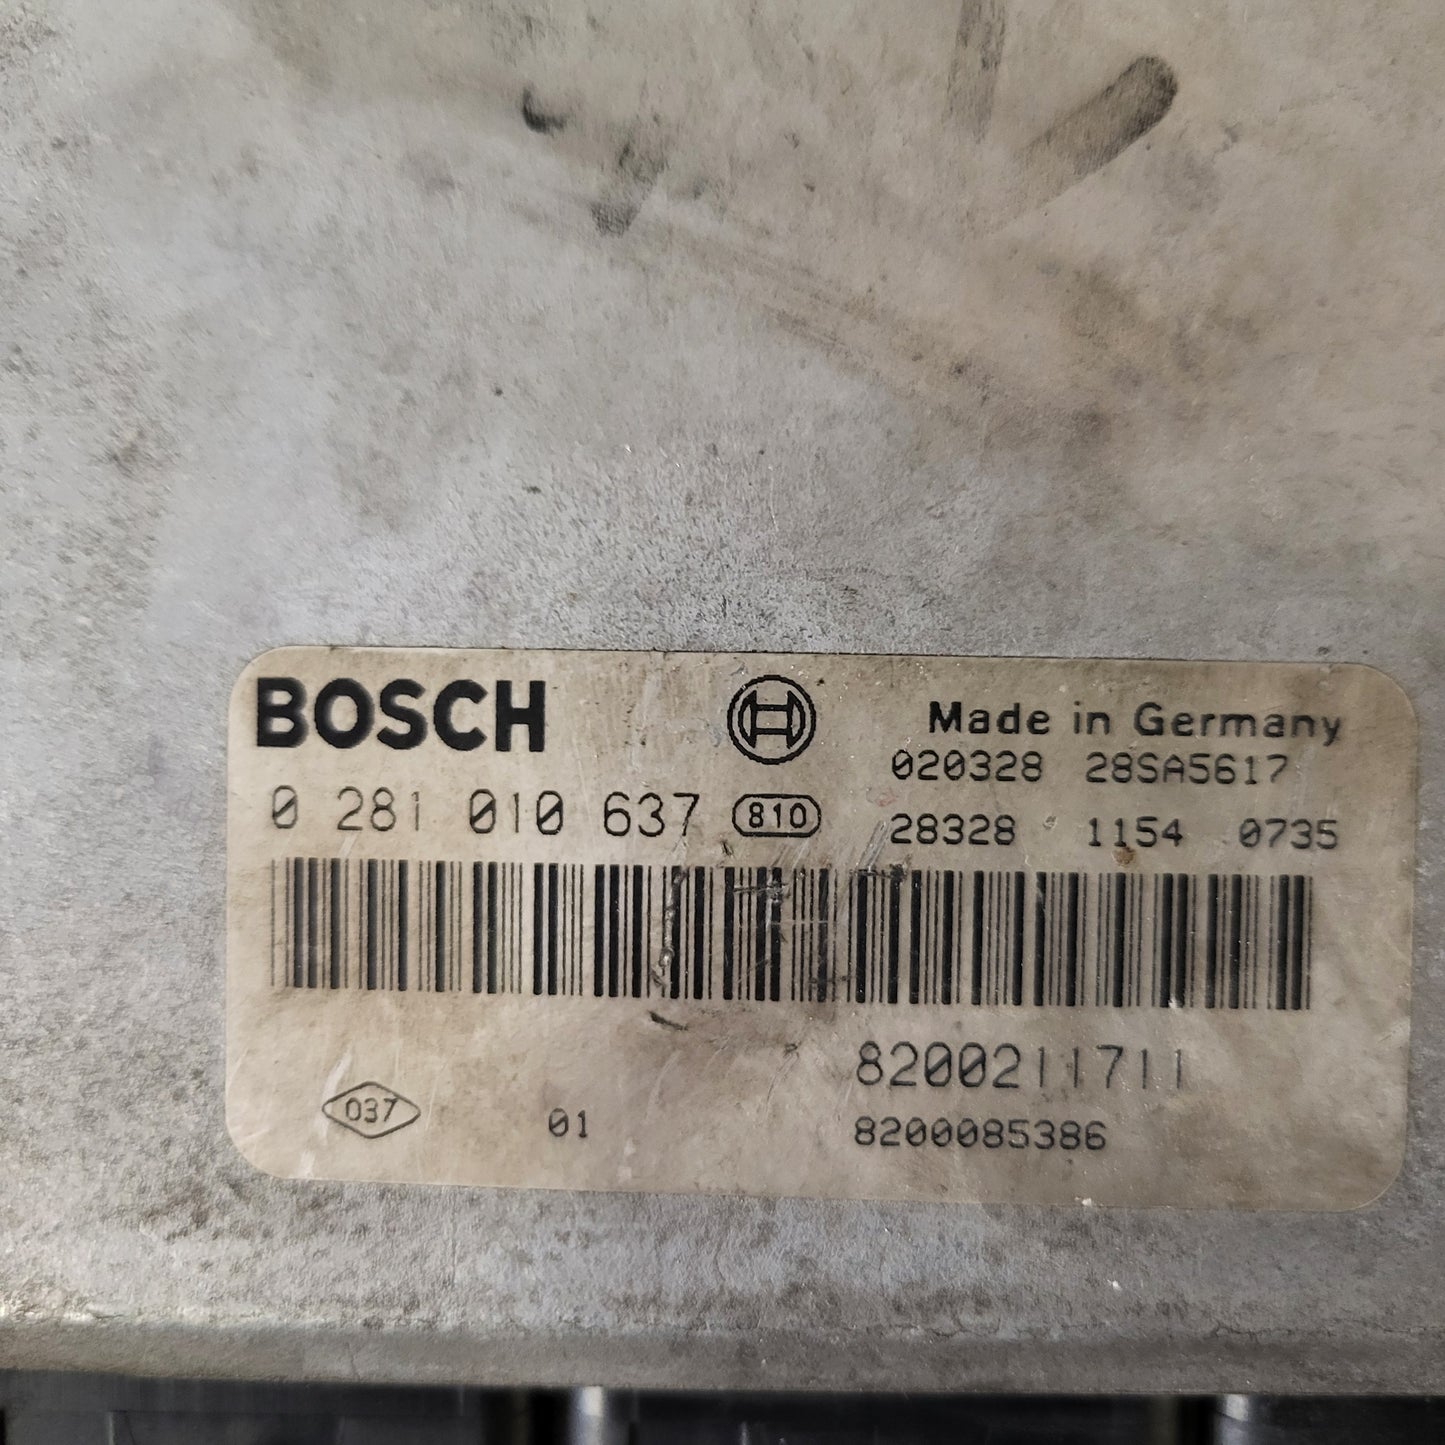 BOSCH
Made in Germany
020328 28SA5617
0 281 010 637 810
28328 1154 0735
8200211711
037 01 8200085386